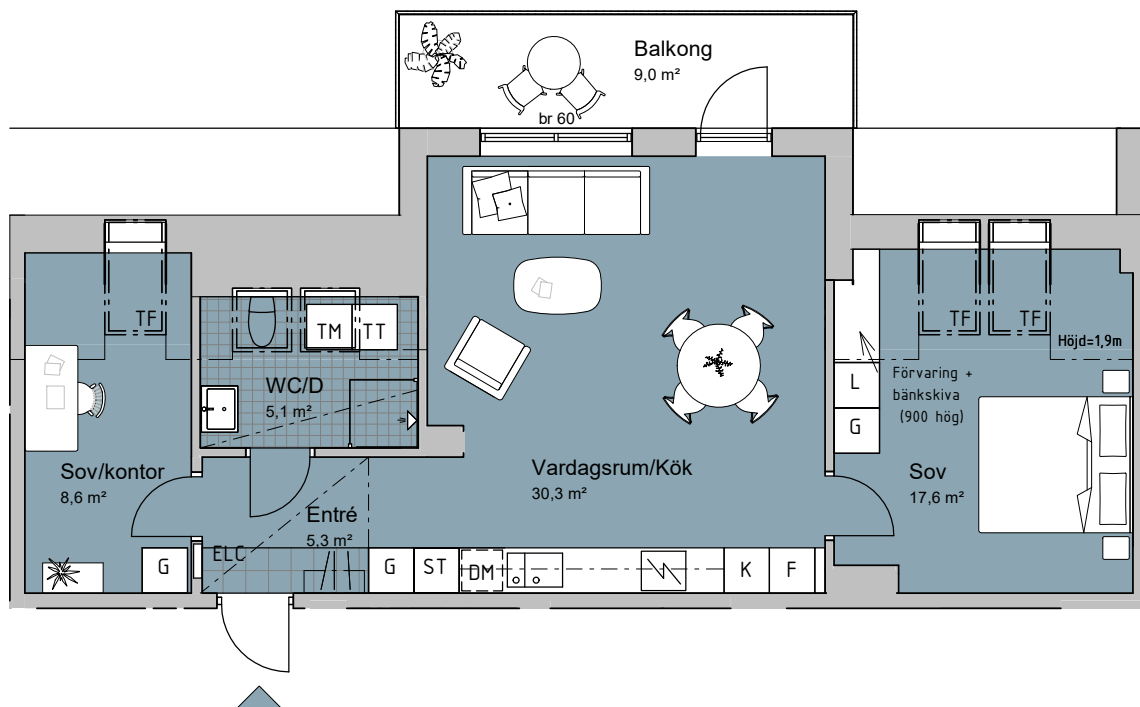 Balkong
9,0 m²
br 60
TF
TF
TF
Höjd=1,9m
TM
TT
WC/D
5,1 m²
L
G
Förvaring +
bänkskiva
(900 hög)
Sov/kontor
8,6 m²
Vardagsrum/Kök
30,3 m²
Sov
17,6 m²
Entré
5,3 m²
ELC
G
G
ST
DM
K
F